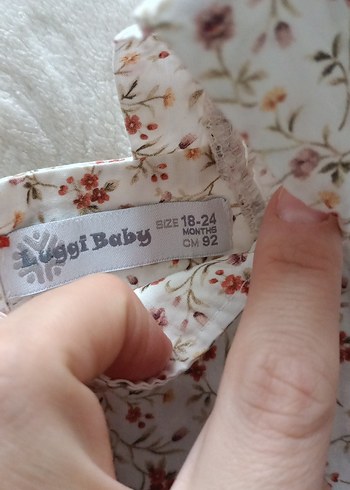 Luggi Baby
SIZE 18-24
MONTHS
CM 92